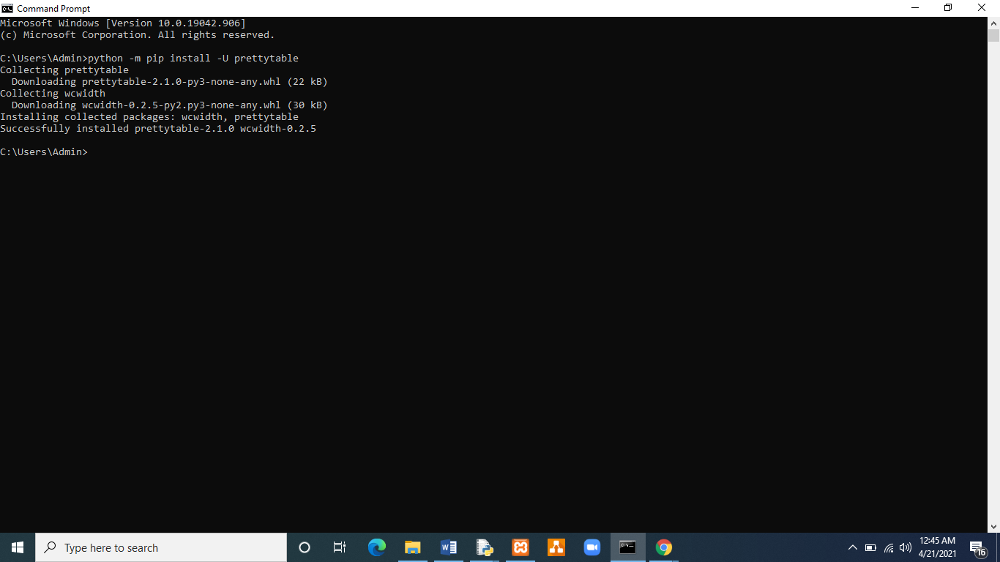 Command Prompt
Microsoft Windows [Version 10.0.19042.906]
(c) Microsoft Corporation. All rights reserved.
C:\Users\Admin>python -m pip install -U prettytable
Collecting prettytable
  Downloading prettytable-2.1.0-py3-none-any.whl (22 kB)
Collecting wcwidth
  Downloading wcwidth-0.2.5-py2.py3-none-any.whl (30 kB)
Installing collected packages: wcwidth, prettytable
Successfully installed prettytable-2.1.0 wcwidth-0.2.5
C:\Users\Admin>
Type here to search
12:45 AM
4/21/2021
16